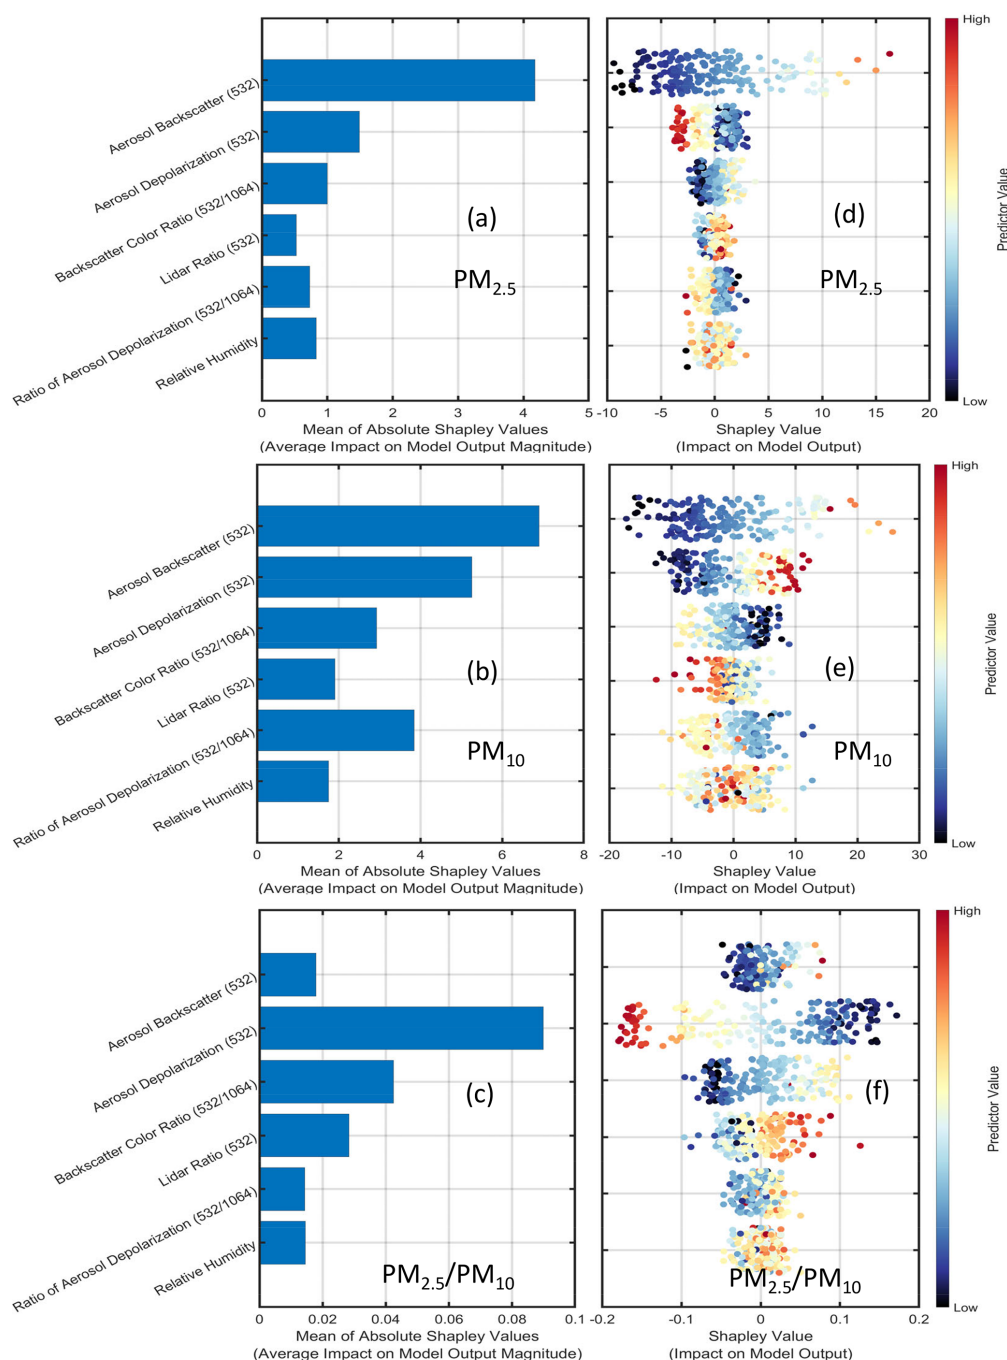 Aerosol Backscatter (532)
Aerosol Depolarization (532)
Backscatter Color Ratio (532/1064)
Lidar Ratio (532)
Ratio of Aerosol Depolarization (532/1064)
Relative Humidity
(a)
PM2.5
0 1 2 3 4 5
Mean of Absolute Shapley Values
(Average Impact on Model Output Magnitude)
(d)
PM2.5
-10 -5 0 5 10 15 20
Shapley Value
(Impact on Model Output)
High
Predictor Value
Low
Aerosol Backscatter (532)
Aerosol Depolarization (532)
Backscatter Color Ratio (532/1064)
Lidar Ratio (532)
Ratio of Aerosol Depolarization (532/1064)
Relative Humidity
(b)
PM10
0 2 4 6 8
Mean of Absolute Shapley Values
(Average Impact on Model Output Magnitude)
(e)
PM10
-20 -10 0 10 20 30
Shapley Value
(Impact on Model Output)
High
Predictor Value
Low
Aerosol Backscatter (532)
Aerosol Depolarization (532)
Backscatter Color Ratio (532/1064)
Lidar Ratio (532)
Ratio of Aerosol Depolarization (532/1064)
Relative Humidity
(c)
PM2.5/PM10
0 0.02 0.04 0.06 0.08 0.1
Mean of Absolute Shapley Values
(Average Impact on Model Output Magnitude)
(f)
PM2.5/PM10
-0.2 -0.1 0 0.1 0.2
Shapley Value
(Impact on Model Output)
High
Predictor Value
Low